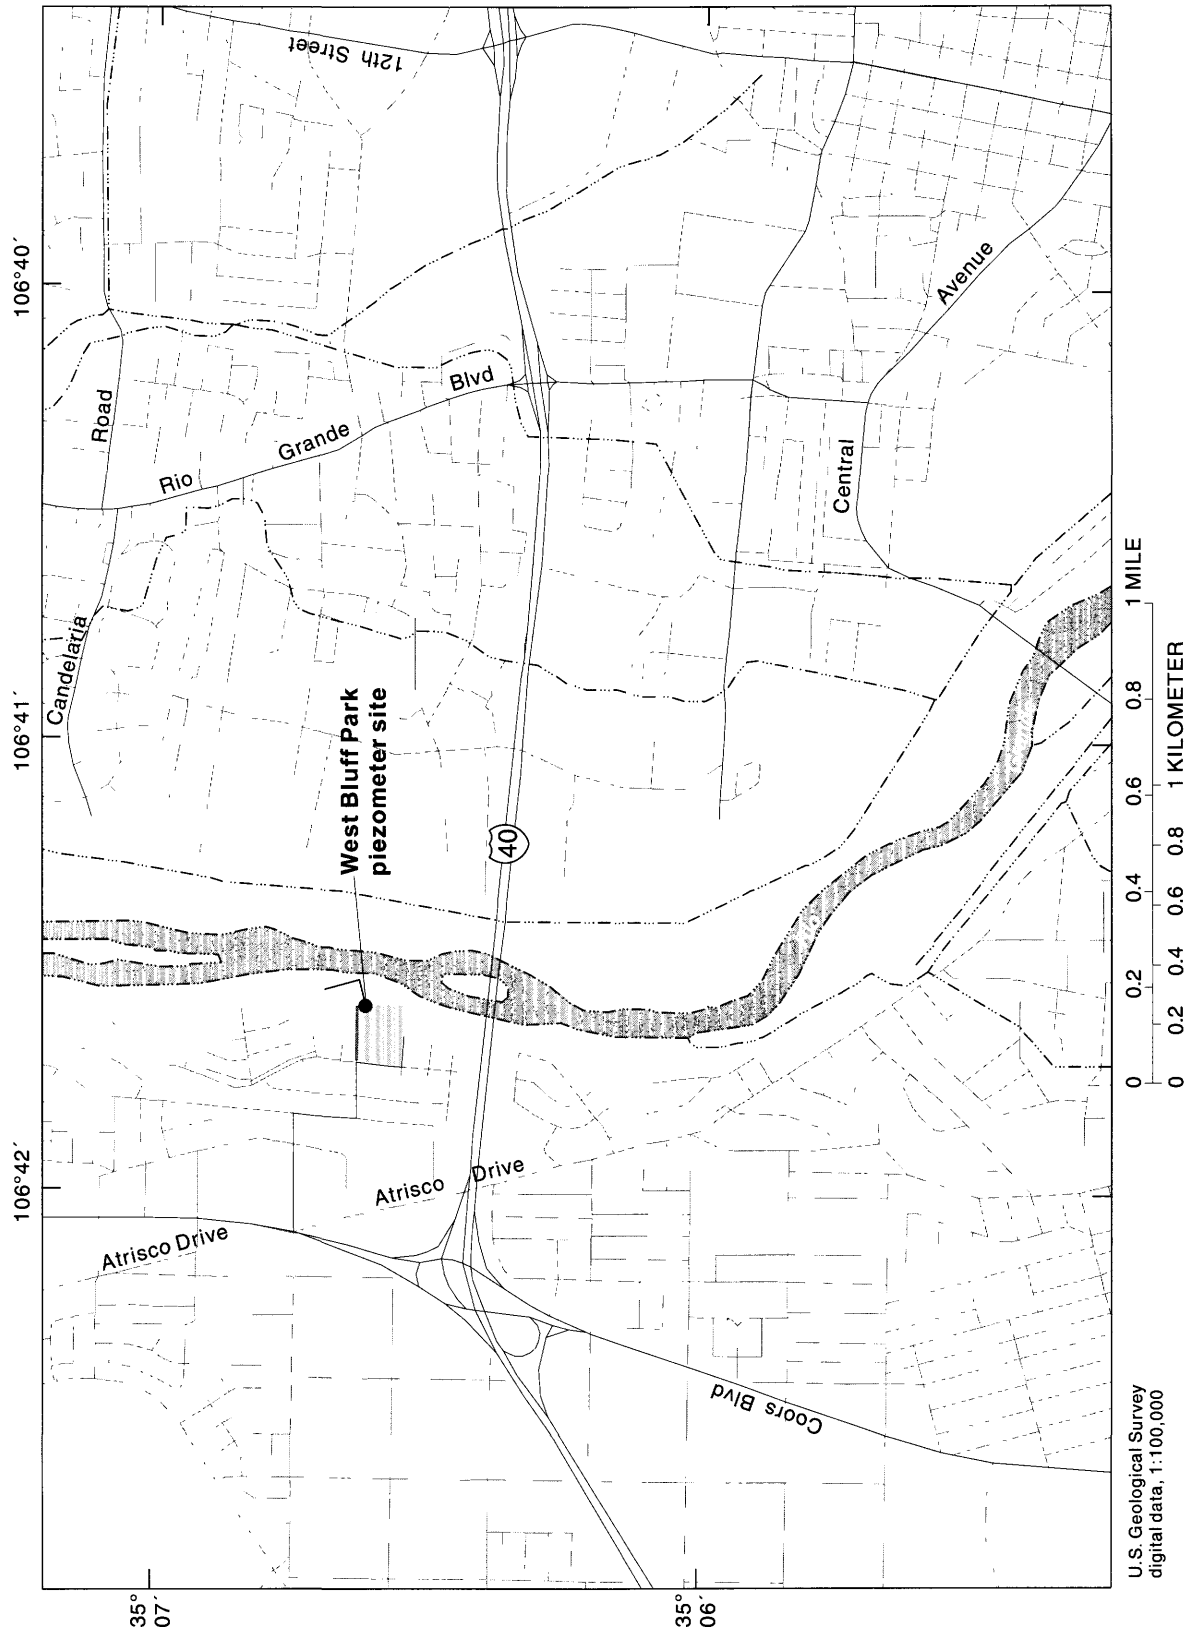 106°42´
106°41´
106°40´
35°
07´
35°
06´
Atrisco Drive
Atrisco
Drive
Candelaria
Road
Rio
Grande
Blvd
12th Street
West Bluff Park
piezometer site
40
Coors Blvd
Central
Avenue
U.S. Geological Survey
digital data, 1:100,000
0
0.2
0.4
0.6
0.8
1 MILE
0
0.2
0.4
0.6
0.8
1 KILOMETER